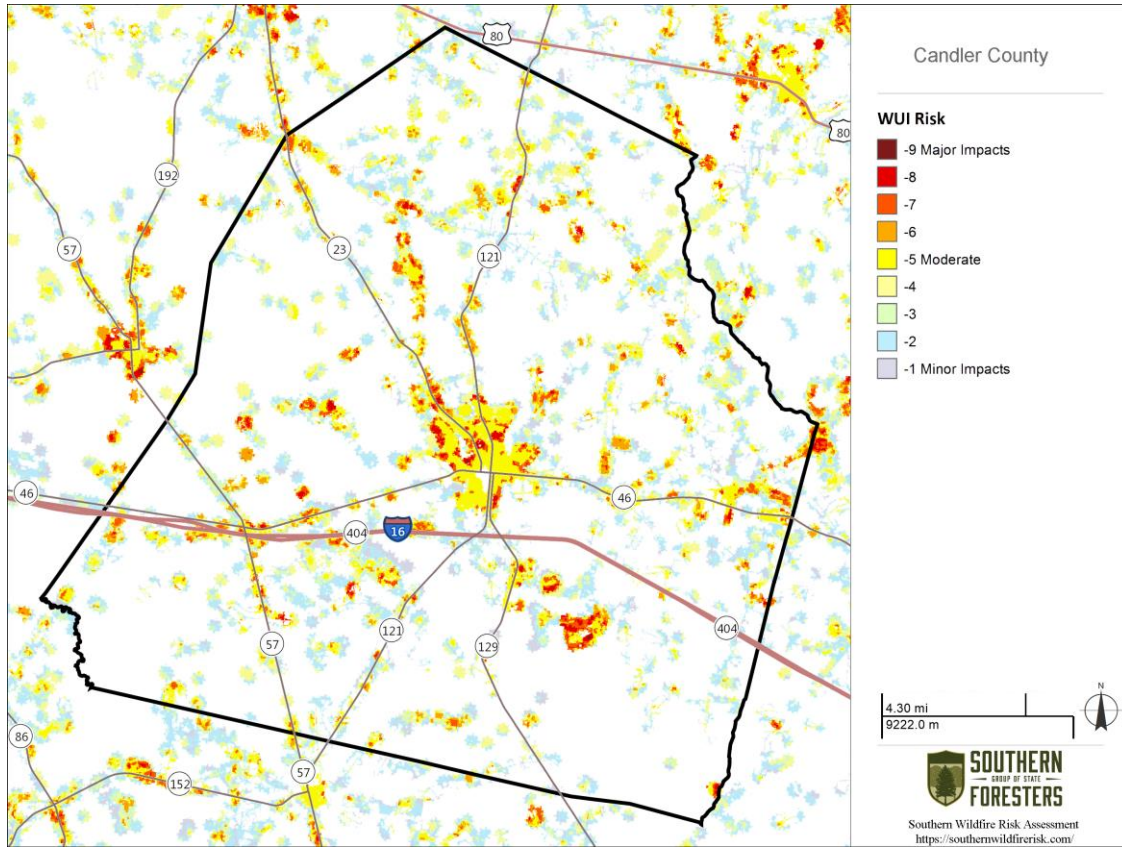 Candler County
WUI Risk
-9 Major Impacts
-8
-7
-6
-5 Moderate
-4
-3
-2
-1 Minor Impacts
80
80
192
57
23
121
46
46
404
16
57
121
129
404
86
152
57
4.30 mi
9222.0 m
N
SOUTHERN
GROUP OF STATE
FORESTERS
Southern Wildfire Risk Assessment
https://southernwildfirerisk.com/